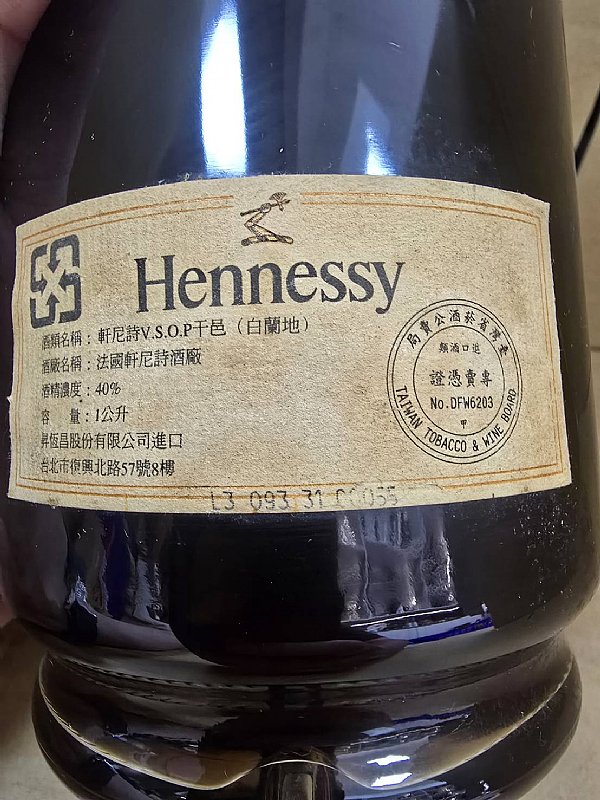 Hennessy
酒類名稱：軒尼詩V.S.O.P干邑（白蘭地）
酒廠名稱：法國軒尼詩酒廠
酒精濃度：40%
容　　量：1公升
昇恆昌股份有限公司進口
台北市復興北路57號8樓
臺灣省菸酒公賣局
進口酒類
專賣憑證
No.DFW6203
甲
TAIWAN TOBACCO & WINE BOARD
L3 093 31